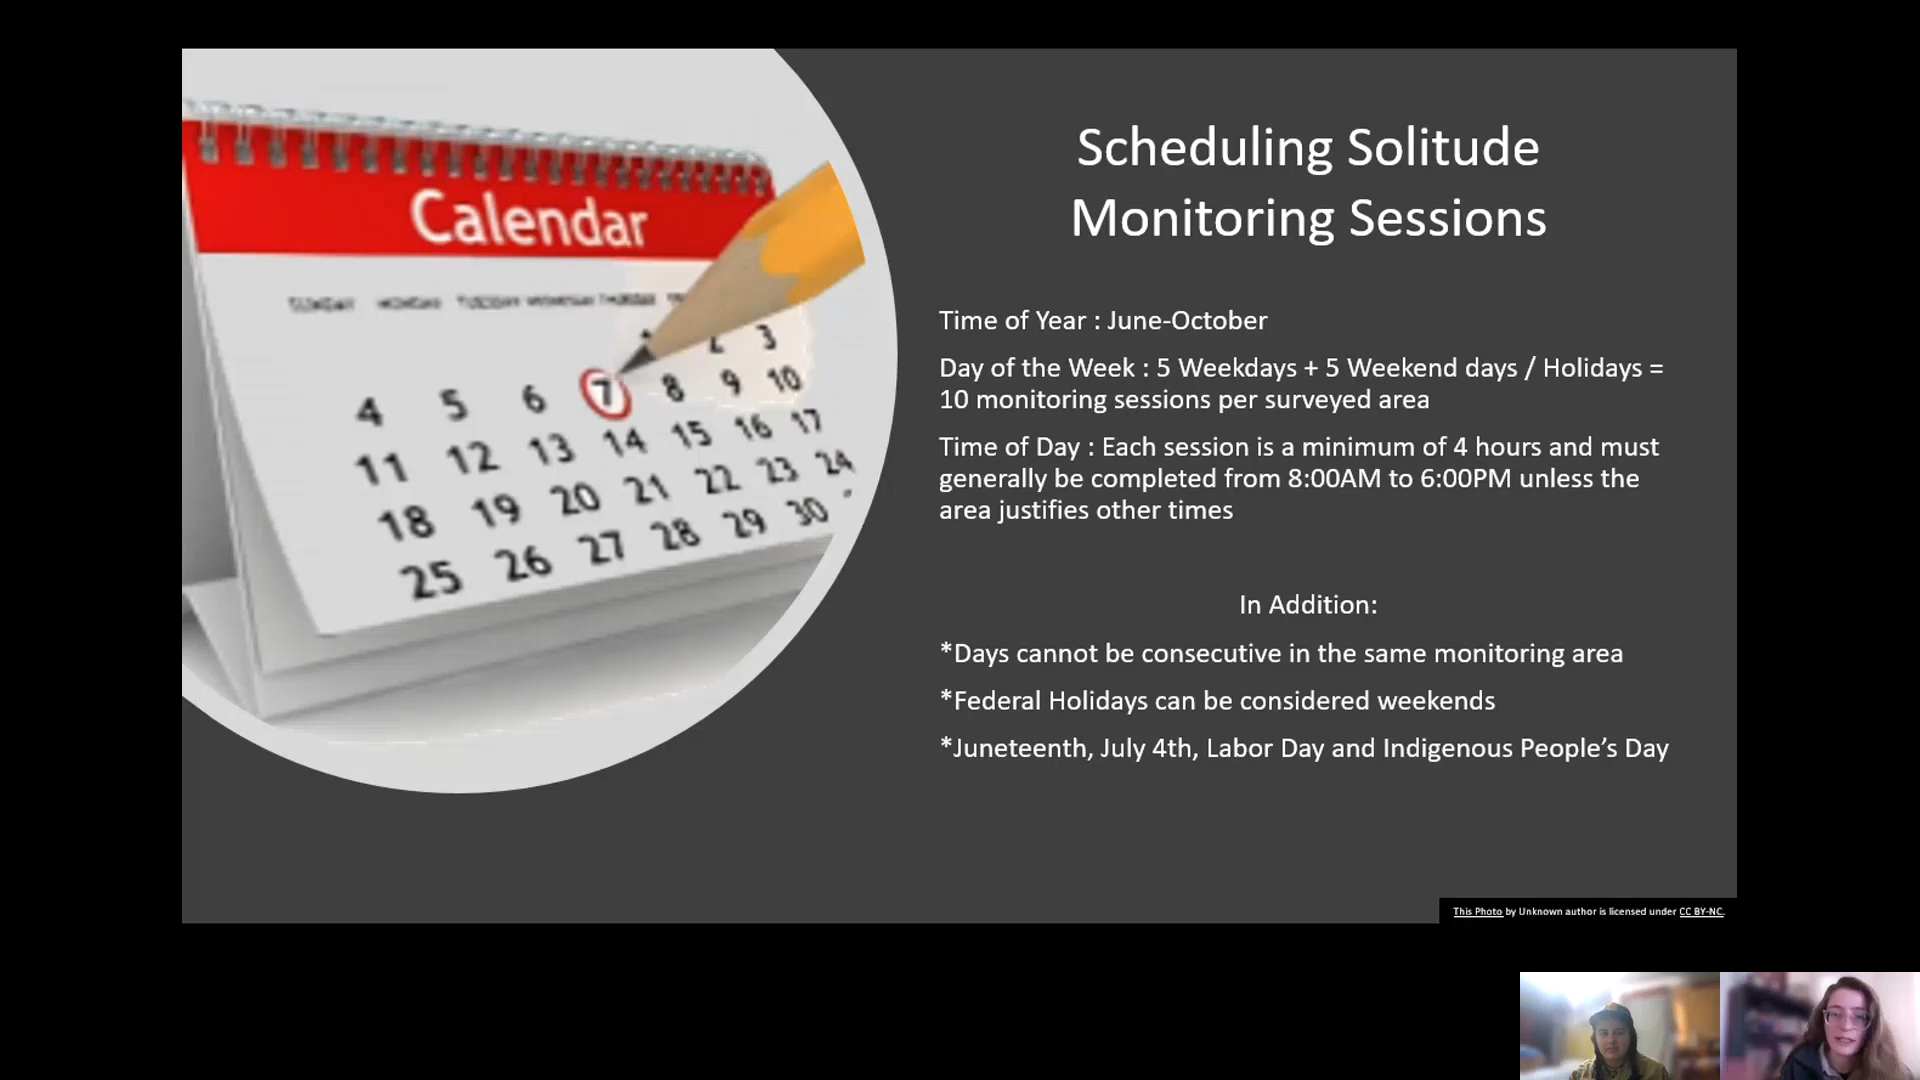 Calendar
SUNDAY MONDAY TUESDAY WEDNESDAY THURSDAY
2 3
4 5 6 7 8 9 10
11 12 13 14 15 16 17
18 19 20 21 22 23 24
25 26 27 28 29 30
Scheduling Solitude
Monitoring Sessions
Time of Year : June-October
Day of the Week : 5 Weekdays + 5 Weekend days / Holidays =
10 monitoring sessions per surveyed area
Time of Day : Each session is a minimum of 4 hours and must
generally be completed from 8:00AM to 6:00PM unless the
area justifies other times
In Addition:
*Days cannot be consecutive in the same monitoring area
*Federal Holidays can be considered weekends
*Juneteenth, July 4th, Labor Day and Indigenous People’s Day
This Photo by Unknown author is licensed under CC BY-NC.